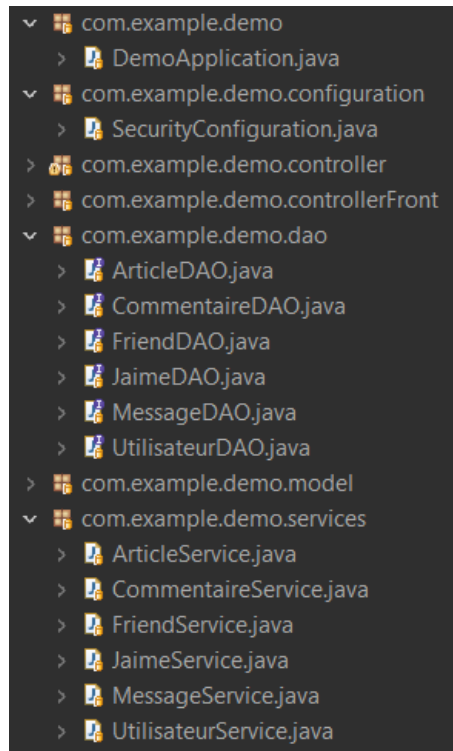 com.example.demo
DemoApplication.java
com.example.demo.configuration
SecurityConfiguration.java
com.example.demo.controller
com.example.demo.controllerFront
com.example.demo.dao
ArticleDAO.java
CommentaireDAO.java
FriendDAO.java
JaimeDAO.java
MessageDAO.java
UtilisateurDAO.java
com.example.demo.model
com.example.demo.services
ArticleService.java
CommentaireService.java
FriendService.java
JaimeService.java
MessageService.java
UtilisateurService.java